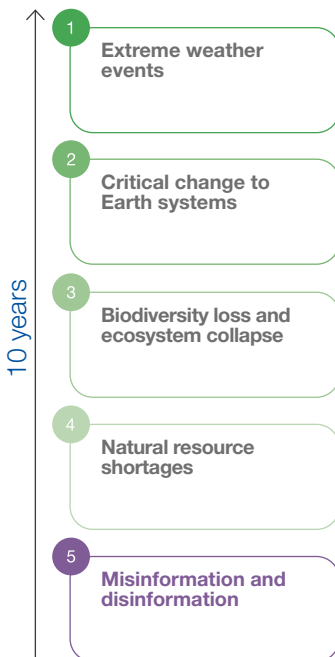 10 years
1
Extreme weather
events
2
Critical change to
Earth systems
3
Biodiversity loss and
ecosystem collapse
4
Natural resource
shortages
5
Misinformation and
disinformation